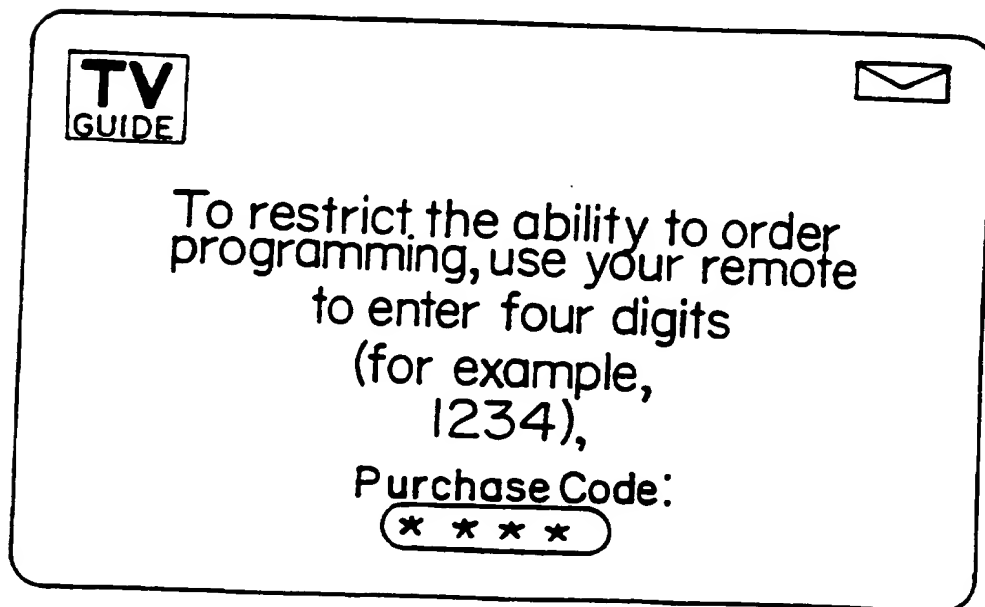 TV
GUIDE
To restrict the ability to order
programming, use your remote
to enter four digits
(for example,
1234),
Purchase Code:
* * * *